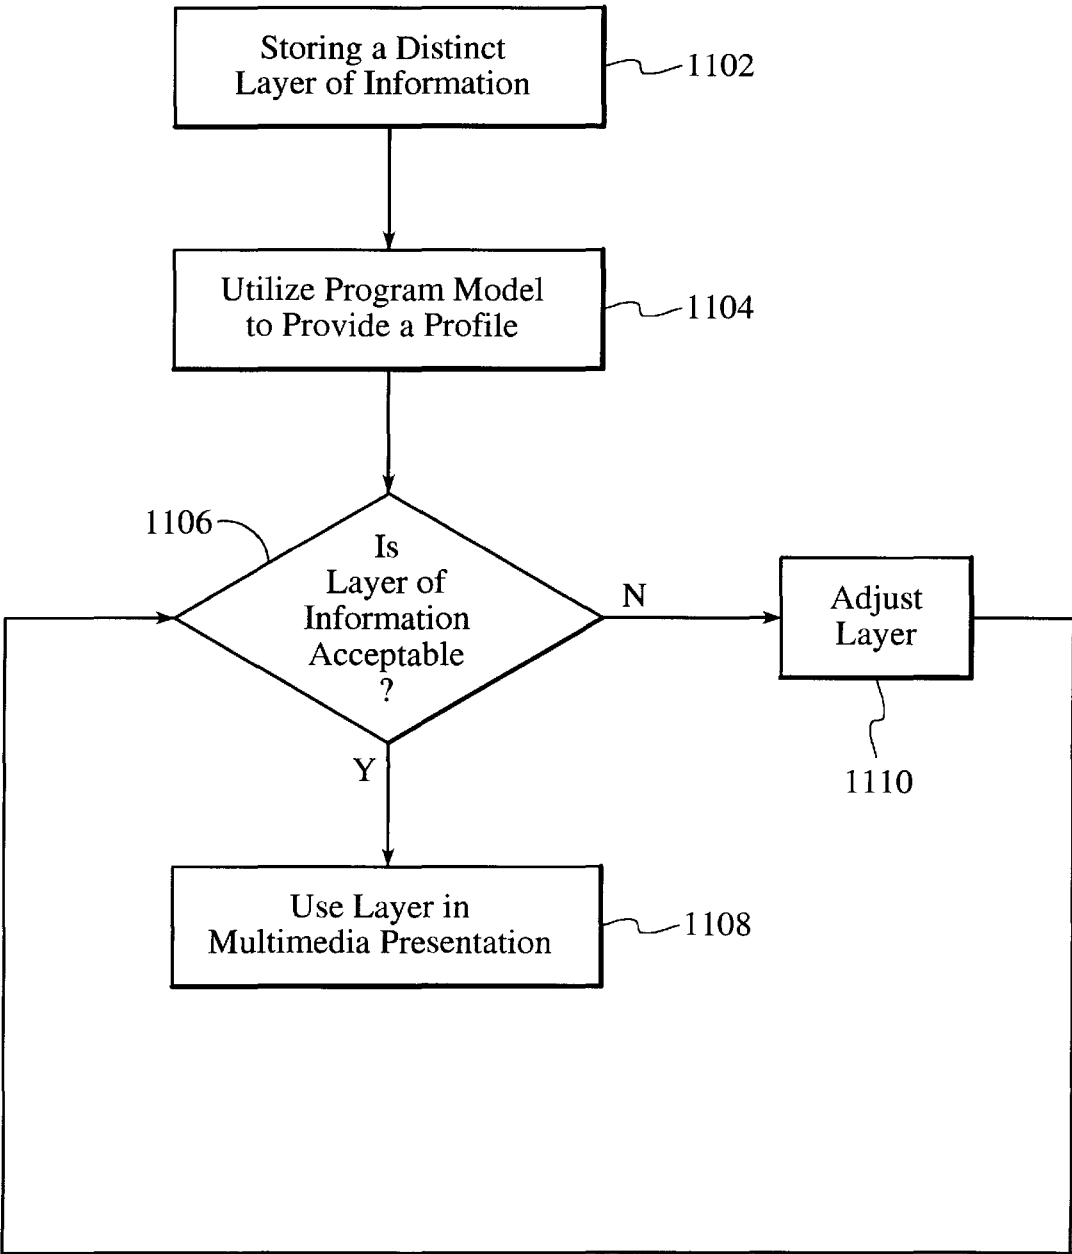 Storing a Distinct
Layer of Information
1102
Utilize Program Model
to Provide a Profile
1104
1106
Is
Layer of
Information
Acceptable
?
N
Adjust
Layer
1110
Y
Use Layer in
Multimedia Presentation
1108